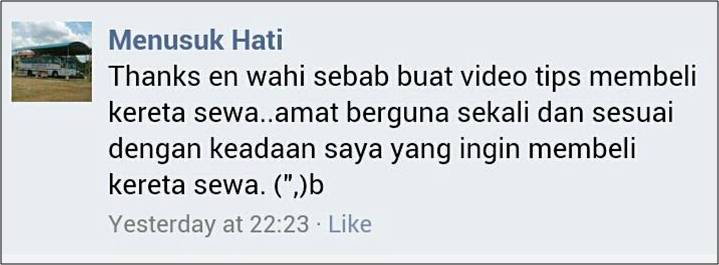 Menusuk Hati
Thanks en wahi sebab buat video tips membeli
kereta sewa..amat berguna sekali dan sesuai
dengan keadaan saya yang ingin membeli
kereta sewa. (",)b
Yesterday at 22:23 · Like